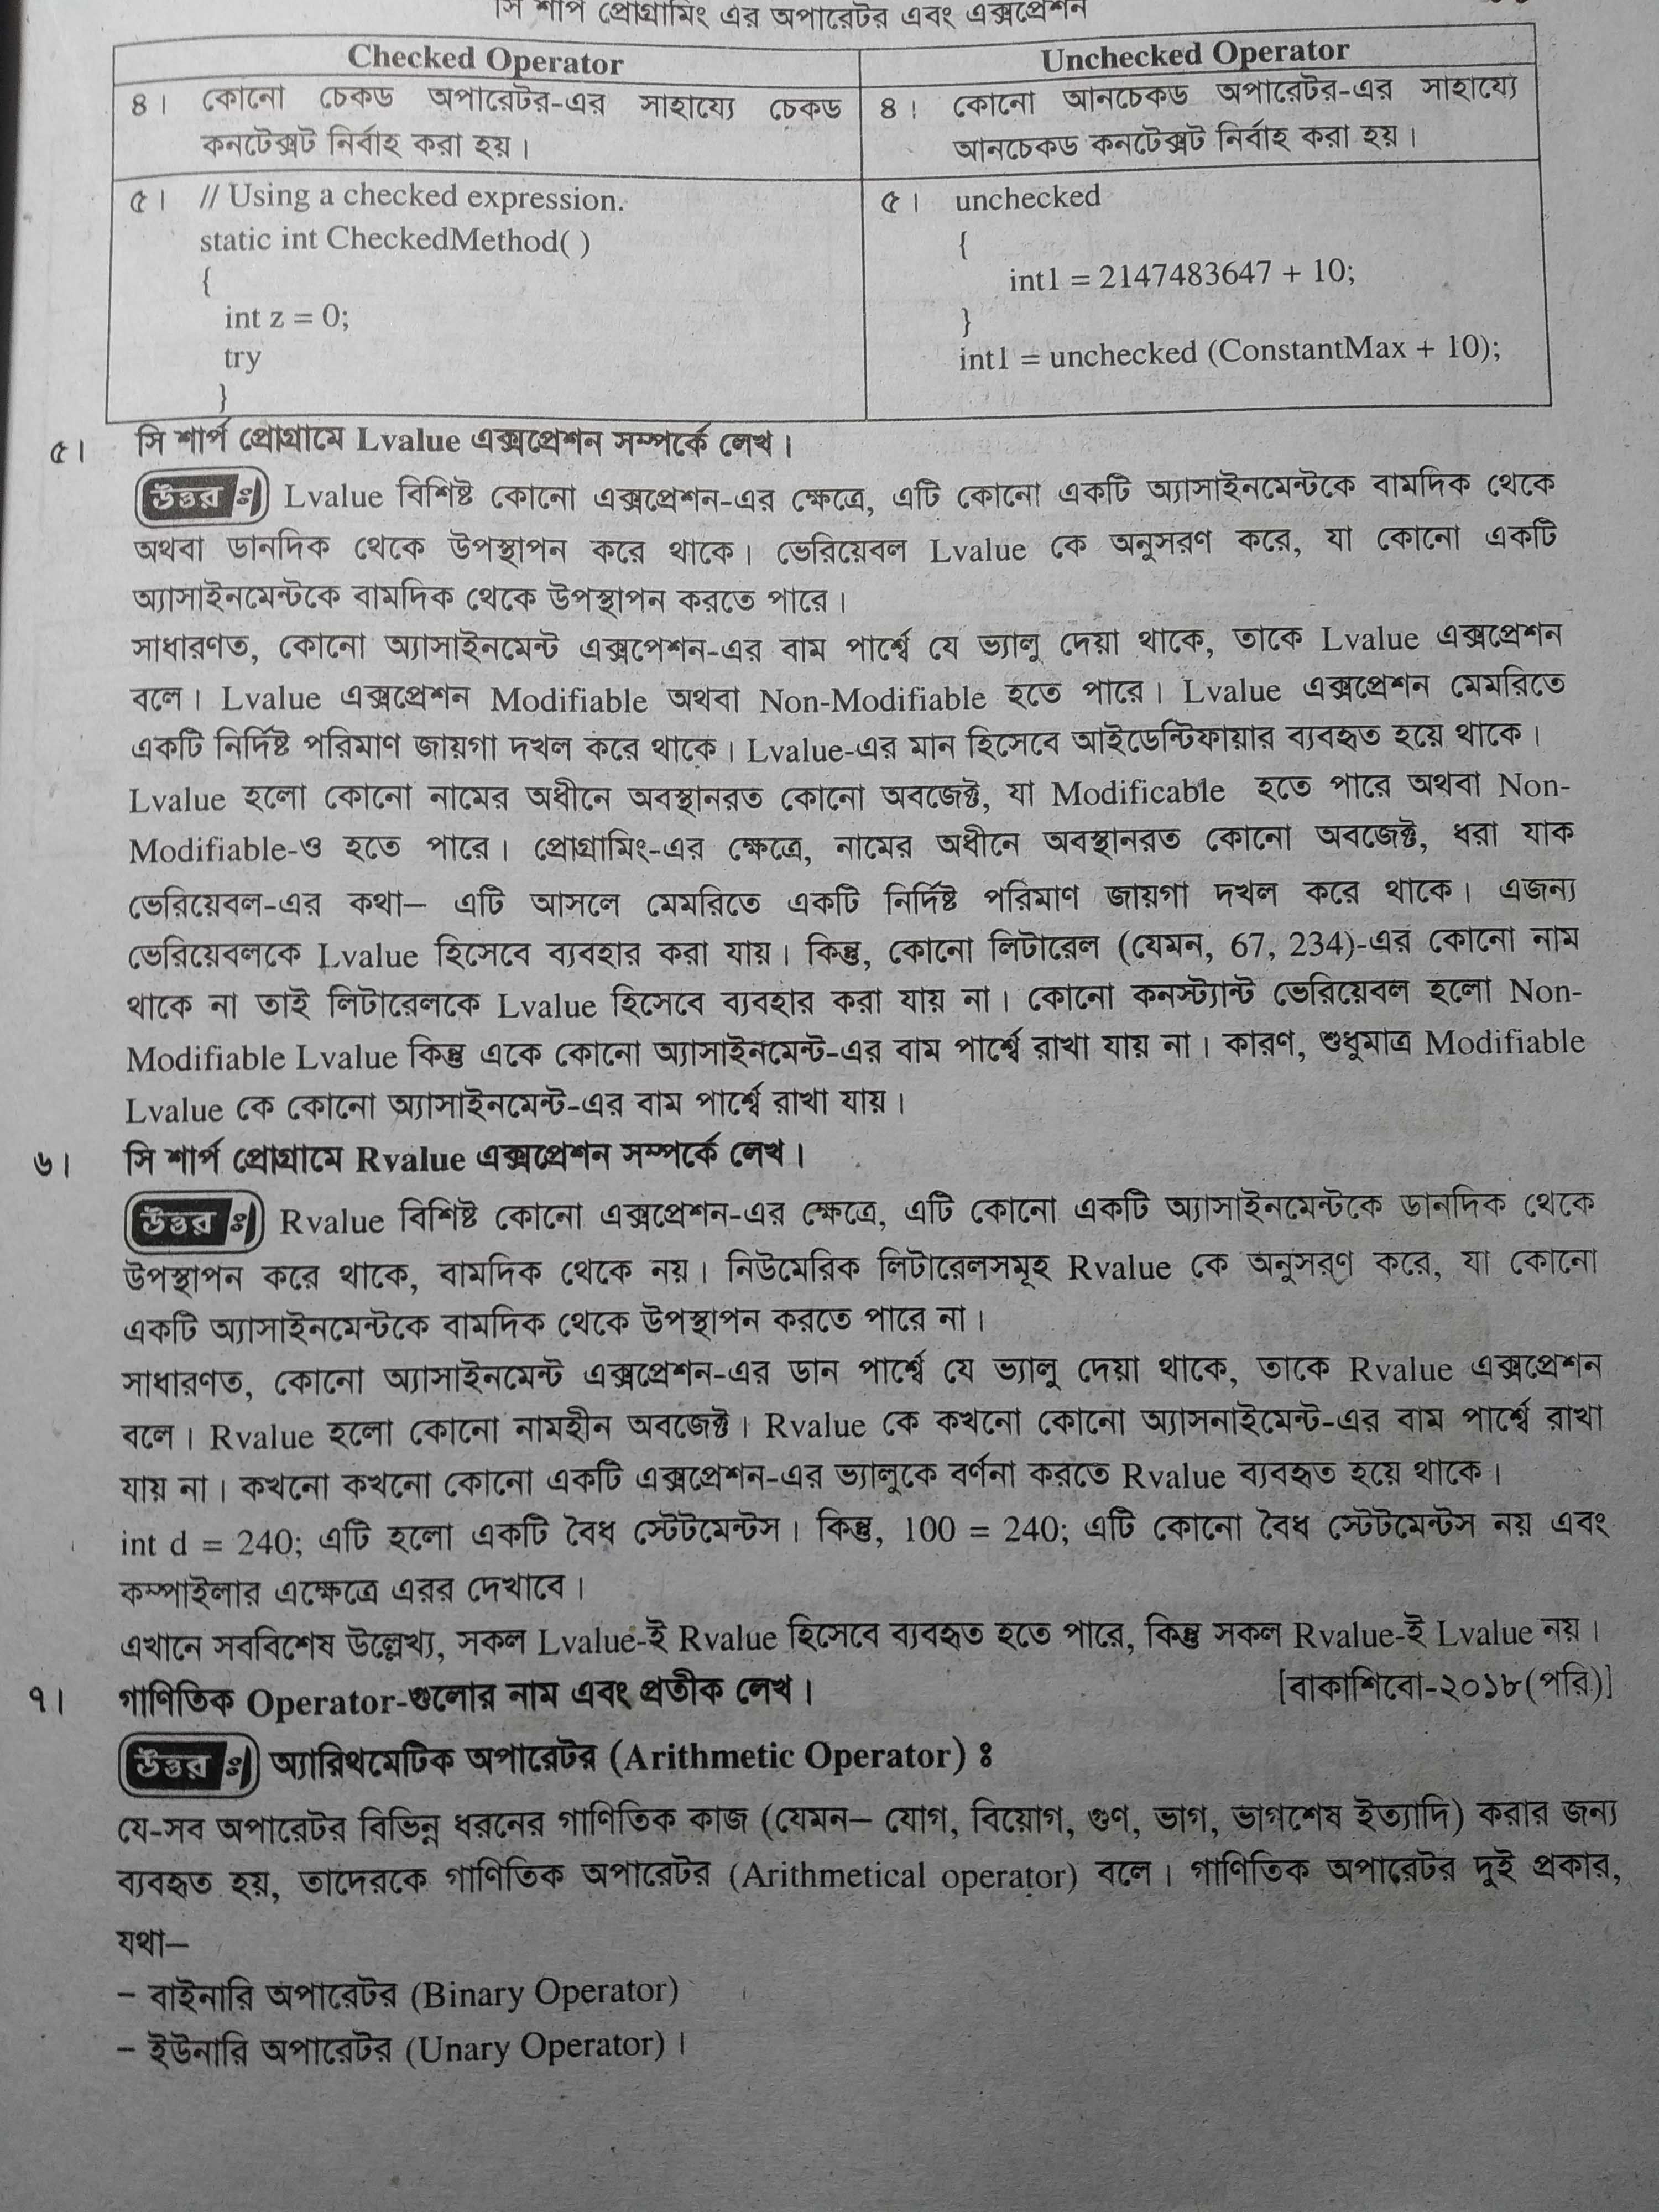 সি শার্প প্রোগ্রামিং এর অপারেটর এবং এক্সপ্রেশন
Checked Operator
৪। কোনো চেকড অপারেটর-এর সাহায্যে চেকড
কনটেক্সট নির্বাহ করা হয়।
৫। // Using a checked expression.
static int CheckedMethod( )
{
int z = 0;
try
}
Unchecked Operator
৪। কোনো আনচেকড অপারেটর-এর সাহায্যে
আনচেকড কনটেক্সট নির্বাহ করা হয়।
৫। unchecked
{
int1 = 2147483647 + 10;
}
int1 = unchecked (ConstantMax + 10);
৫। সি শার্প প্রোগ্রামে Lvalue এক্সপ্রেশন সম্পর্কে লেখ।
উত্তর ঃ Lvalue বিশিষ্ট কোনো এক্সপ্রেশন-এর ক্ষেত্রে, এটি কোনো একটি অ্যাসাইনমেন্টকে বামদিক থেকে
অথবা ডানদিক থেকে উপস্থাপন করে থাকে। ভেরিয়েবল Lvalue কে অনুসরণ করে, যা কোনো একটি
অ্যাসাইনমেন্টকে বামদিক থেকে উপস্থাপন করতে পারে।
সাধারণত, কোনো অ্যাসাইনমেন্ট এক্সপেশন-এর বাম পার্শ্বে যে ভ্যালু দেয়া থাকে, তাকে Lvalue এক্সপ্রেশন
বলে। Lvalue এক্সপ্রেশন Modifiable অথবা Non-Modifiable হতে পারে। Lvalue এক্সপ্রেশন মেমরিতে
একটি নির্দিষ্ট পরিমাণ জায়গা দখল করে থাকে। Lvalue-এর মান হিসেবে আইডেন্টিফায়ার ব্যবহৃত হয়ে থাকে।
Lvalue হলো কোনো নামের অধীনে অবস্থানরত কোনো অবজেক্ট, যা Modificable হতে পারে অথবা Non-
Modifiable-ও হতে পারে। প্রোগ্রামিং-এর ক্ষেত্রে, নামের অধীনে অবস্থানরত কোনো অবজেক্ট, ধরা যাক
ভেরিয়েবল-এর কথা– এটি আসলে মেমরিতে একটি নির্দিষ্ট পরিমাণ জায়গা দখল করে থাকে। এজন্য
ভেরিয়েবলকে Lvalue হিসেবে ব্যবহার করা যায়। কিন্তু, কোনো লিটারেল (যেমন, 67, 234)-এর কোনো নাম
থাকে না তাই লিটারেলকে Lvalue হিসেবে ব্যবহার করা যায় না। কোনো কনস্ট্যান্ট ভেরিয়েবল হলো Non-
Modifiable Lvalue কিন্তু একে কোনো অ্যাসাইনমেন্ট-এর বাম পার্শ্বে রাখা যায় না। কারণ, শুধুমাত্র Modifiable
Lvalue কে কোনো অ্যাসাইনমেন্ট-এর বাম পার্শ্বে রাখা যায়।
৬। সি শার্প প্রোগ্রামে Rvalue এক্সপ্রেশন সম্পর্কে লেখ।
উত্তর ঃ Rvalue বিশিষ্ট কোনো এক্সপ্রেশন-এর ক্ষেত্রে, এটি কোনো একটি অ্যাসাইনমেন্টকে ডানদিক থেকে
উপস্থাপন করে থাকে, বামদিক থেকে নয়। নিউমেরিক লিটারেলসমূহ Rvalue কে অনুসরণ করে, যা কোনো
একটি অ্যাসাইনমেন্টকে বামদিক থেকে উপস্থাপন করতে পারে না।
সাধারণত, কোনো অ্যাসাইনমেন্ট এক্সপ্রেশন-এর ডান পার্শ্বে যে ভ্যালু দেয়া থাকে, তাকে Rvalue এক্সপ্রেশন
বলে। Rvalue হলো কোনো নামহীন অবজেক্ট। Rvalue কে কখনো কোনো অ্যাসনাইমেন্ট-এর বাম পার্শ্বে রাখা
যায় না। কখনো কখনো কোনো একটি এক্সপ্রেশন-এর ভ্যালুকে বর্ণনা করতে Rvalue ব্যবহৃত হয়ে থাকে।
int d = 240; এটি হলো একটি বৈধ স্টেটমেন্টস। কিন্তু, 100 = 240; এটি কোনো বৈধ স্টেটমেন্টস নয় এবং
কম্পাইলার এক্ষেত্রে এরর দেখাবে।
এখানে সববিশেষ উল্লেখ্য, সকল Lvalue-ই Rvalue হিসেবে ব্যবহৃত হতে পারে, কিন্তু সকল Rvalue-ই Lvalue নয়।
৭। গাণিতিক Operator-গুলোর নাম এবং প্রতীক লেখ। [বাকাশিবো-২০১৮(পরি)]
উত্তর ঃ অ্যারিথমেটিক অপারেটর (Arithmetic Operator) ঃ
যে-সব অপারেটর বিভিন্ন ধরনের গাণিতিক কাজ (যেমন– যোগ, বিয়োগ, গুণ, ভাগ, ভাগশেষ ইত্যাদি) করার জন্য
ব্যবহৃত হয়, তাদেরকে গাণিতিক অপারেটর (Arithmetical operator) বলে। গাণিতিক অপারেটর দুই প্রকার,
যথা–
– বাইনারি অপারেটর (Binary Operator)
– ইউনারি অপারেটর (Unary Operator)।